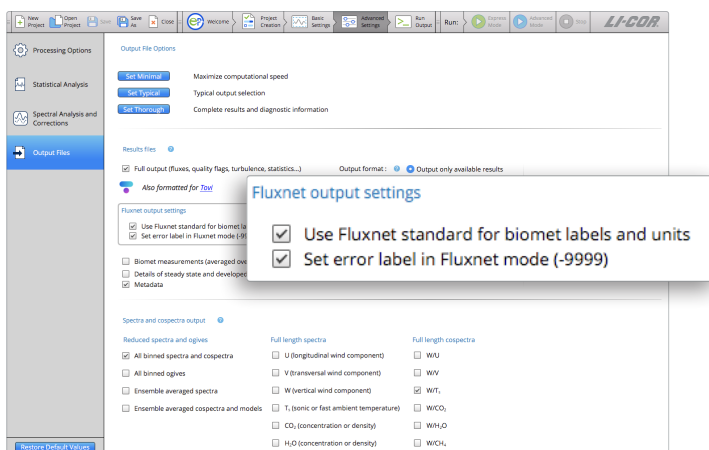 New Project
Open Project
Save
Save As
Close
Welcome
Project Creation
Basic Settings
Advanced Settings
Run Output
Run:
Express Mode
Advanced Mode
Stop
LI-COR
Processing Options
Statistical Analysis
Spectral Analysis and Corrections
Output Files
Restore Default Values
Output File Options
Set Minimal Maximize computational speed
Set Typical Typical output selection
Set Thorough Complete results and diagnostic information
Results files ?
Full output (fluxes, quality flags, turbulence, statistics...) Output format : ? Output only available results
Also formatted for Tovi
Fluxnet output settings
Use Fluxnet standard for biomet
Set error label in Fluxnet mode
Fluxnet output settings
Use Fluxnet standard for biomet labels and units
Set error label in Fluxnet mode (-9999)
Biomet measurements (averaged
Details of steady state and
Metadata
Spectra and cospectra output ?
Reduced spectra and ogives
All binned spectra and cospectra
All binned ogives
Ensemble averaged spectra
Ensemble averaged cospectra and models
Full length spectra
U (longitudinal wind component)
V (transversal wind component)
W (vertical wind component)
Tₛ (sonic or fast ambient temperature)
CO₂ (concentration or density)
H₂O (concentration or density)
Full length cospectra
W/U
W/V
W/Tₛ
W/CO₂
W/H₂O
W/CH₄